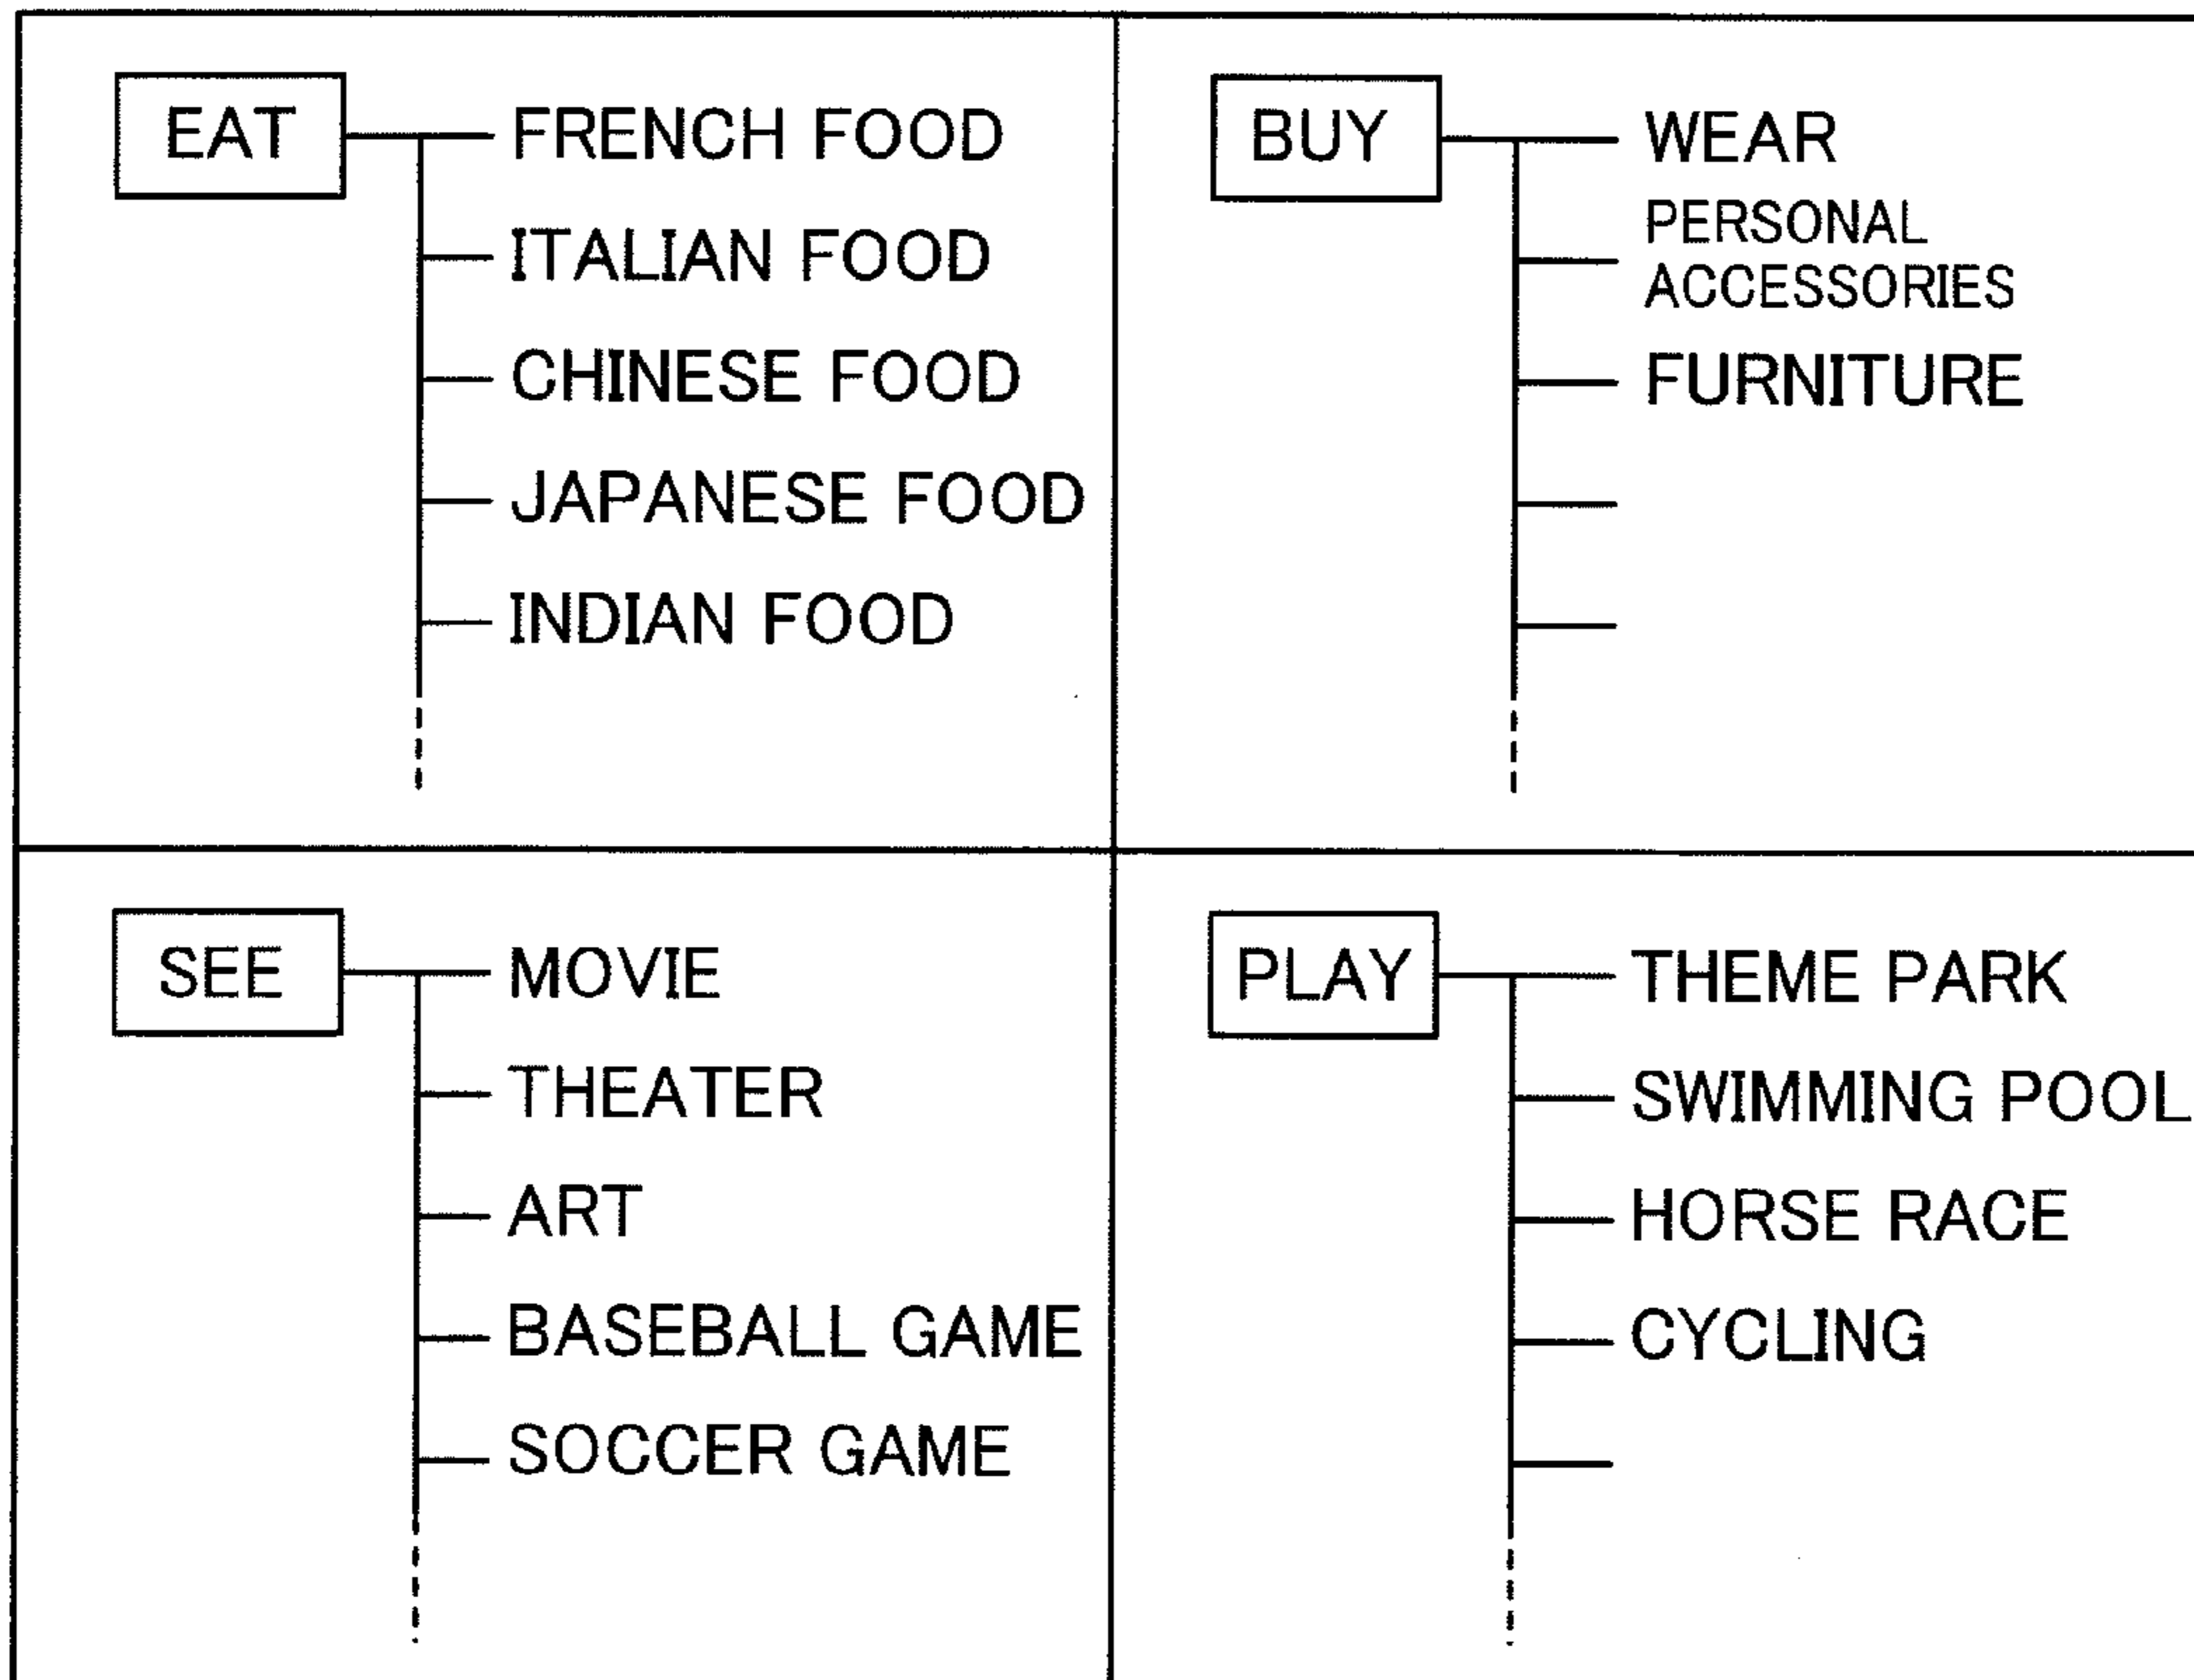 EAT
FRENCH FOOD
ITALIAN FOOD
CHINESE FOOD
JAPANESE FOOD
INDIAN FOOD
BUY
WEAR
PERSONAL
ACCESSORIES
FURNITURE
SEE
MOVIE
THEATER
ART
BASEBALL GAME
SOCCER GAME
PLAY
THEME PARK
SWIMMING POOL
HORSE RACE
CYCLING